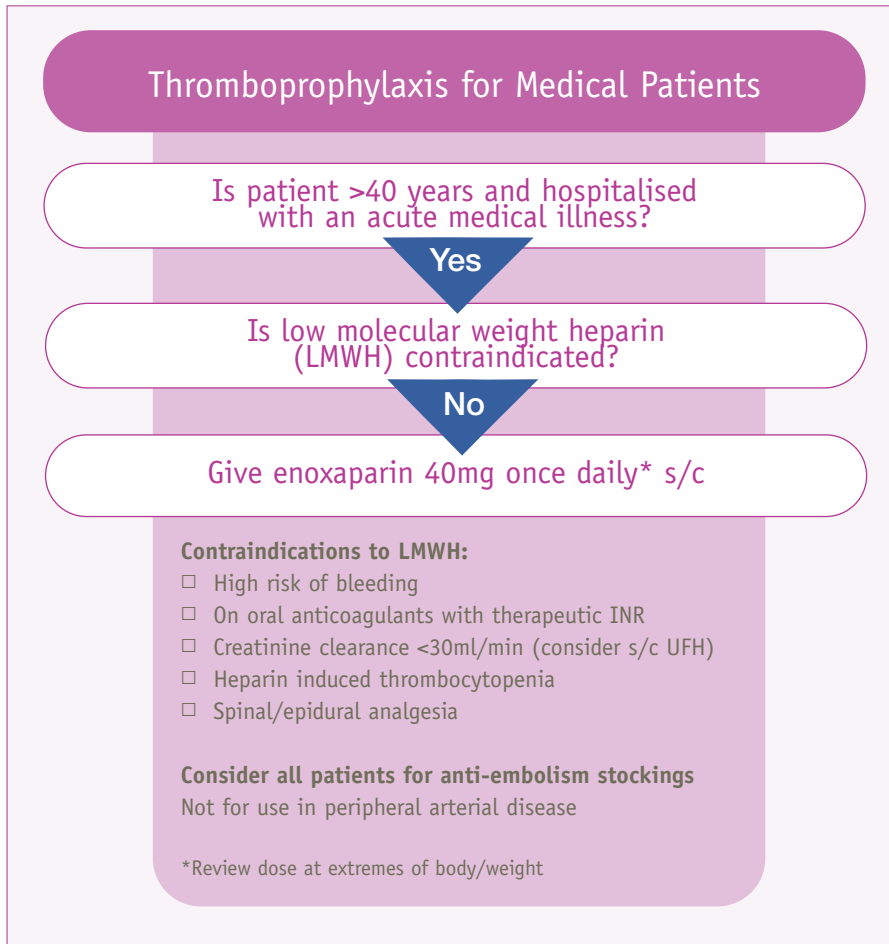 Thromboprophylaxis for Medical Patients
Is patient >40 years and hospitalised
with an acute medical illness?
Yes
Is low molecular weight heparin
(LMWH) contraindicated?
No
Give enoxaparin 40mg once daily* s/c
Contraindications to LMWH:
☐ High risk of bleeding
☐ On oral anticoagulants with therapeutic INR
☐ Creatinine clearance <30ml/min (consider s/c UFH)
☐ Heparin induced thrombocytopenia
☐ Spinal/epidural analgesia
Consider all patients for anti-embolism stockings
Not for use in peripheral arterial disease
*Review dose at extremes of body/weight